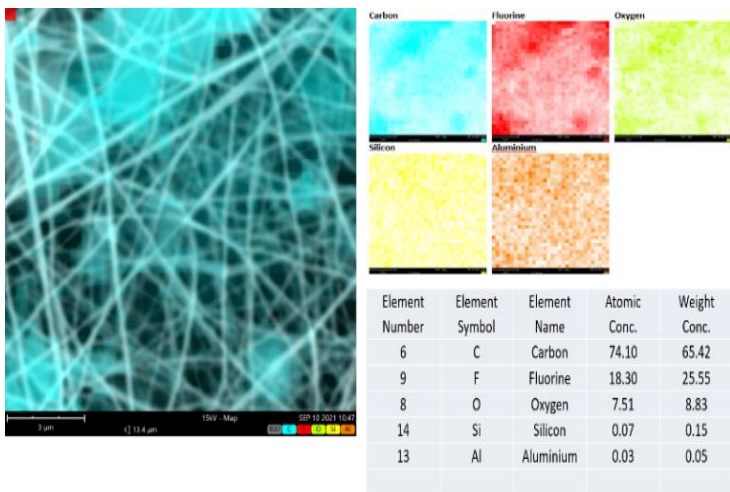 Carbon Fluorine Oxygen
Silicon Aluminium
3 µm
13.4 µm
15kV - Map
SEP 10 2021 10:47
BSD C F O Si Al
Element Number Element Symbol Element Name Atomic Conc. Weight Conc.
6 C Carbon 74.10 65.42
9 F Fluorine 18.30 25.55
8 O Oxygen 7.51 8.83
14 Si Silicon 0.07 0.15
13 Al Aluminium 0.03 0.05